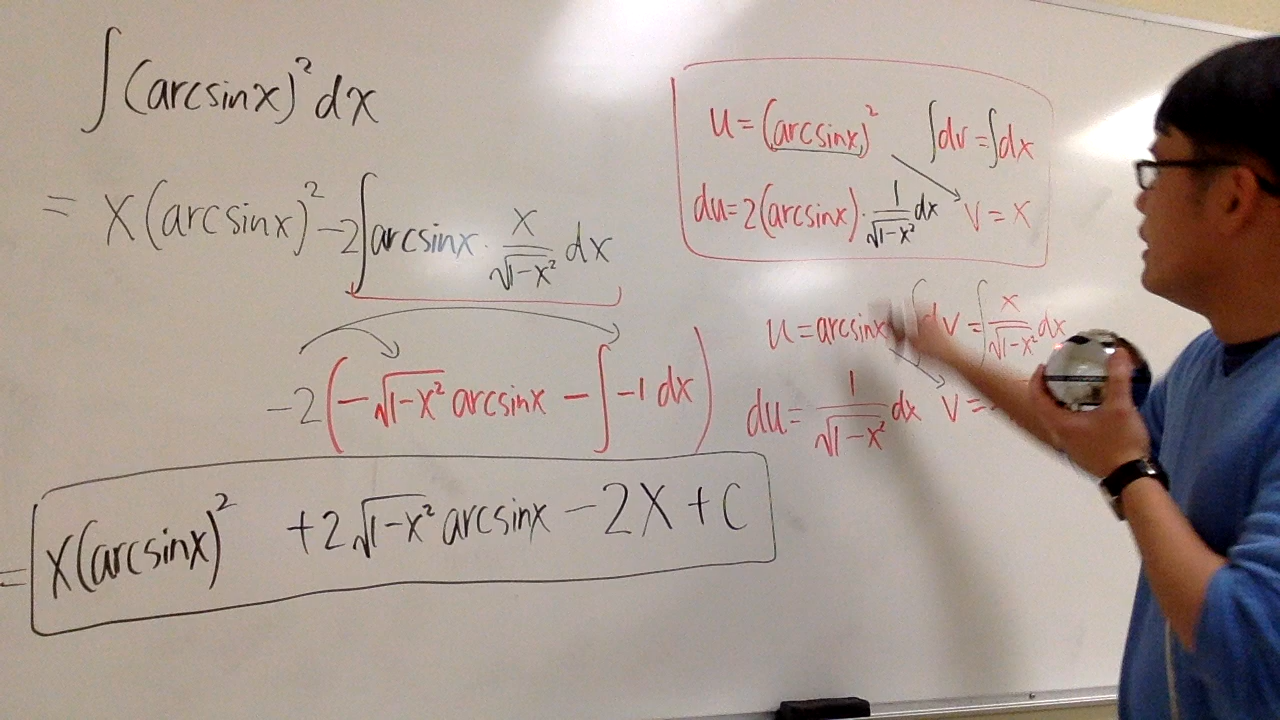 ∫(arcsinx)² dx
= x(arcsinx)² - 2∫arcsinx · x/√(1-x²) dx
-2(-√(1-x²) arcsinx - ∫-1 dx)
= x(arcsinx)² + 2√(1-x²) arcsinx - 2x + C
u = (arcsinx)² ∫dv = ∫dx
du = 2(arcsinx) · 1/√(1-x²) dx v = x
u = arcsinx ∫dv = ∫ x/√(1-x²) dx
du = 1/√(1-x²) dx v =